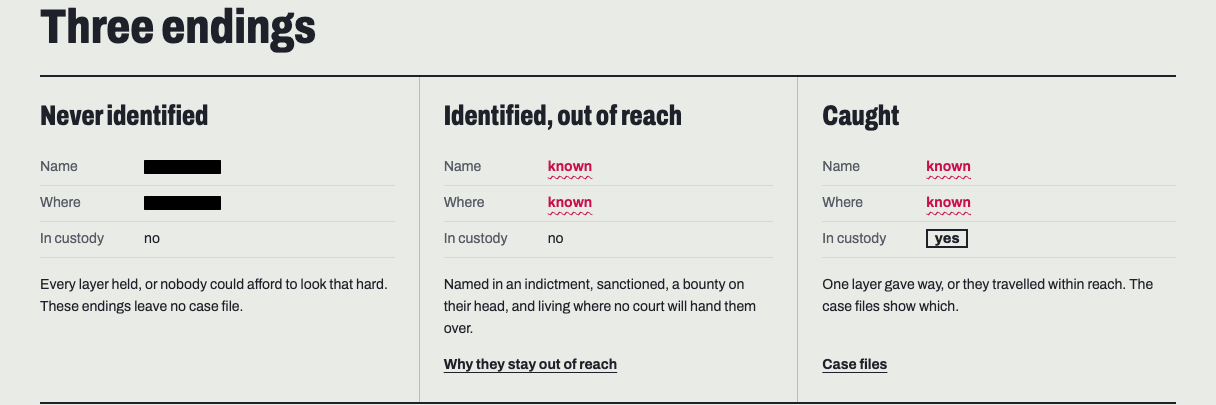 Three endings
Never identified
Name
Where
In custody no
Every layer held, or nobody could afford to look that hard.
These endings leave no case file.
Identified, out of reach
Name known
Where known
In custody no
Named in an indictment, sanctioned, a bounty on
their head, and living where no court will hand them
over.
Why they stay out of reach
Caught
Name known
Where known
In custody yes
One layer gave way, or they travelled within reach. The
case files show which.
Case files